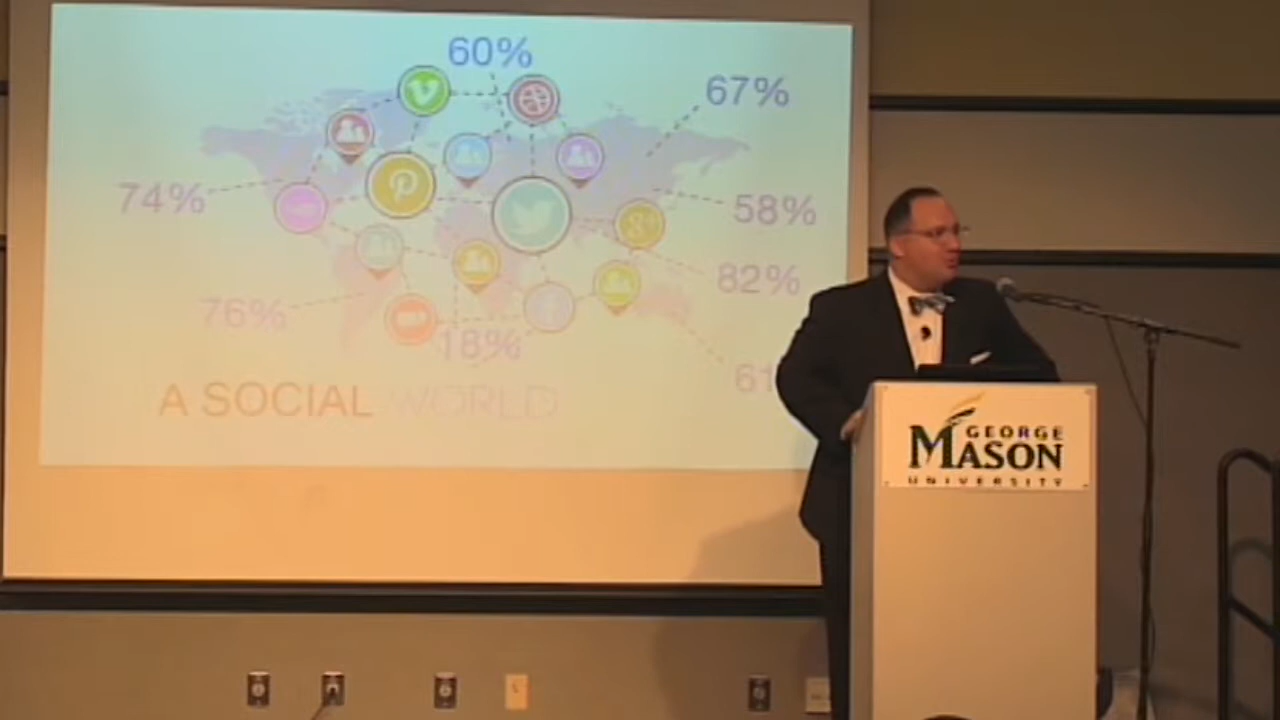 60%
67%
74%
58%
82%
76%
18%
61
A SOCIAL WORLD
GEORGE
MASON
UNIVERSITY